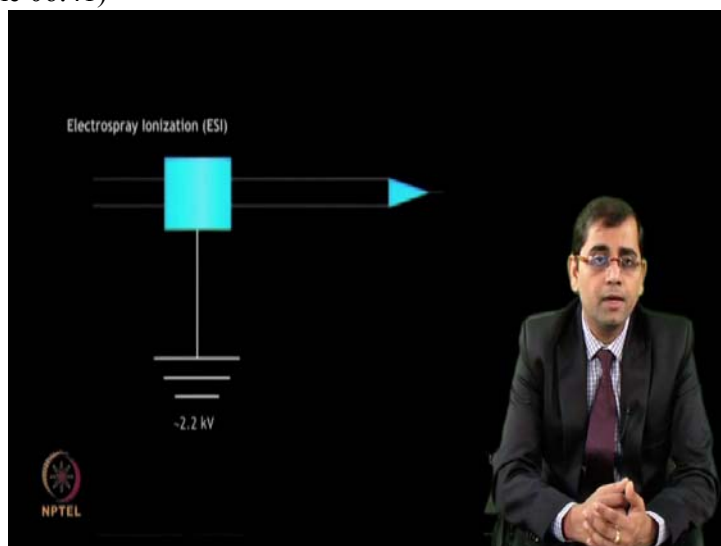 Electrospray Ionization (ESI)
~2.2 kV
NPTEL